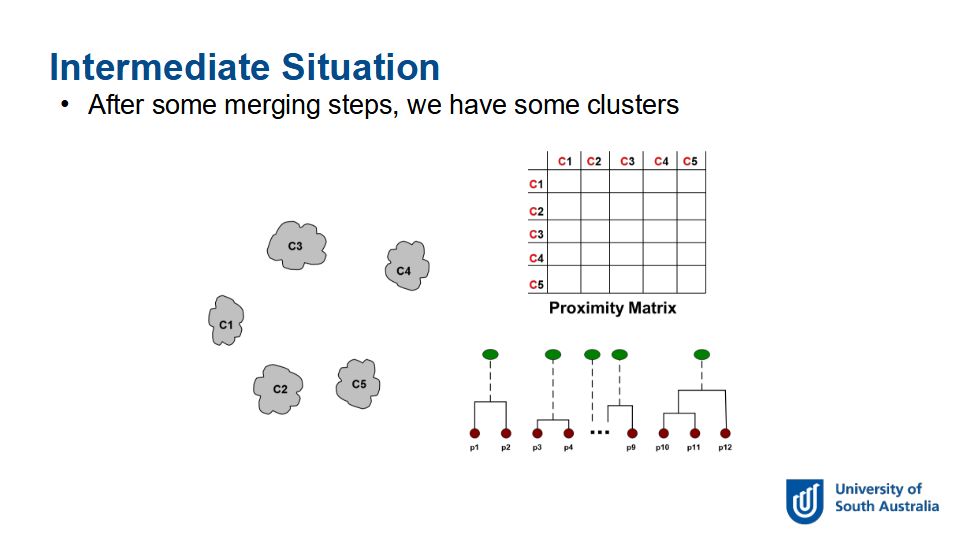 Intermediate Situation
• After some merging steps, we have some clusters
C1 C2 C3 C4 C5
C1
C2
C3
C4
C5
Proximity Matrix
C3
C4
C1
C2
C5
...
p1 p2 p3 p4 p9 p10 p11 p12
University of
South Australia